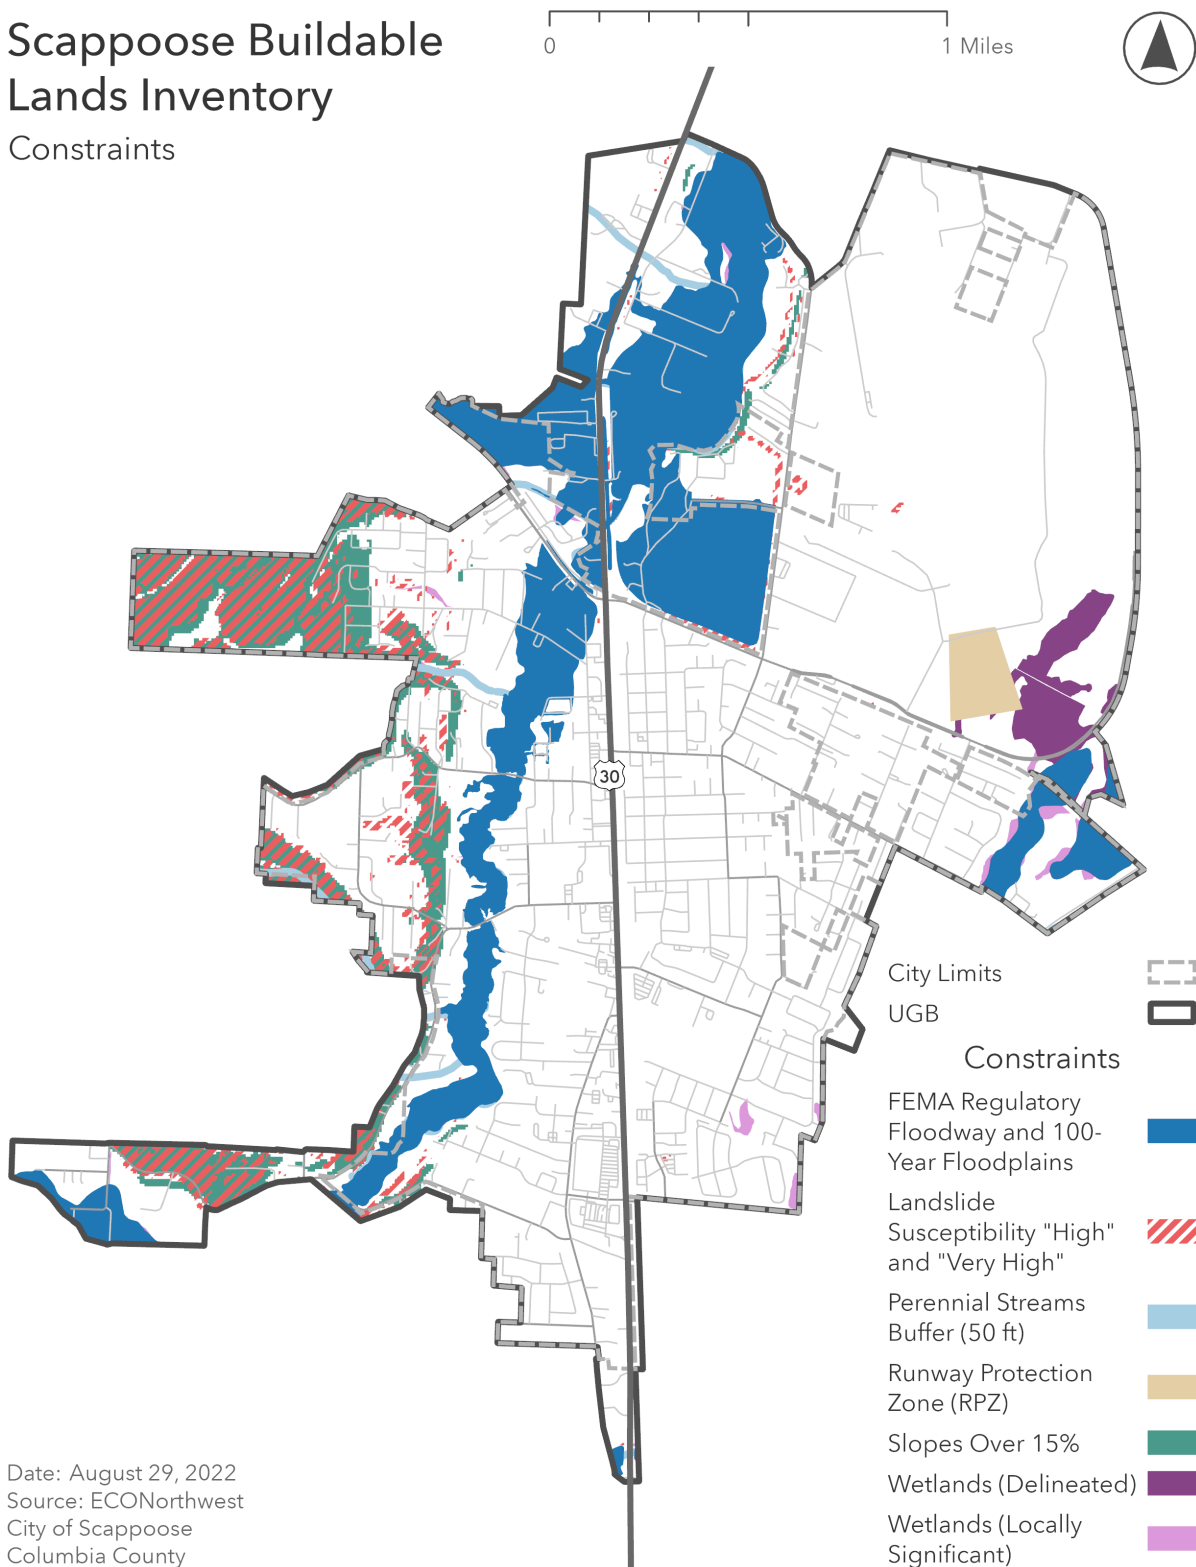 Scappoose Buildable
Lands Inventory
Constraints
0
1 Miles
30
City Limits
UGB
Constraints
FEMA Regulatory
Floodway and 100-
Year Floodplains
Landslide
Susceptibility "High"
and "Very High"
Perennial Streams
Buffer (50 ft)
Runway Protection
Zone (RPZ)
Slopes Over 15%
Wetlands (Delineated)
Wetlands (Locally
Significant)
Date: August 29, 2022
Source: ECONorthwest
City of Scappoose
Columbia County